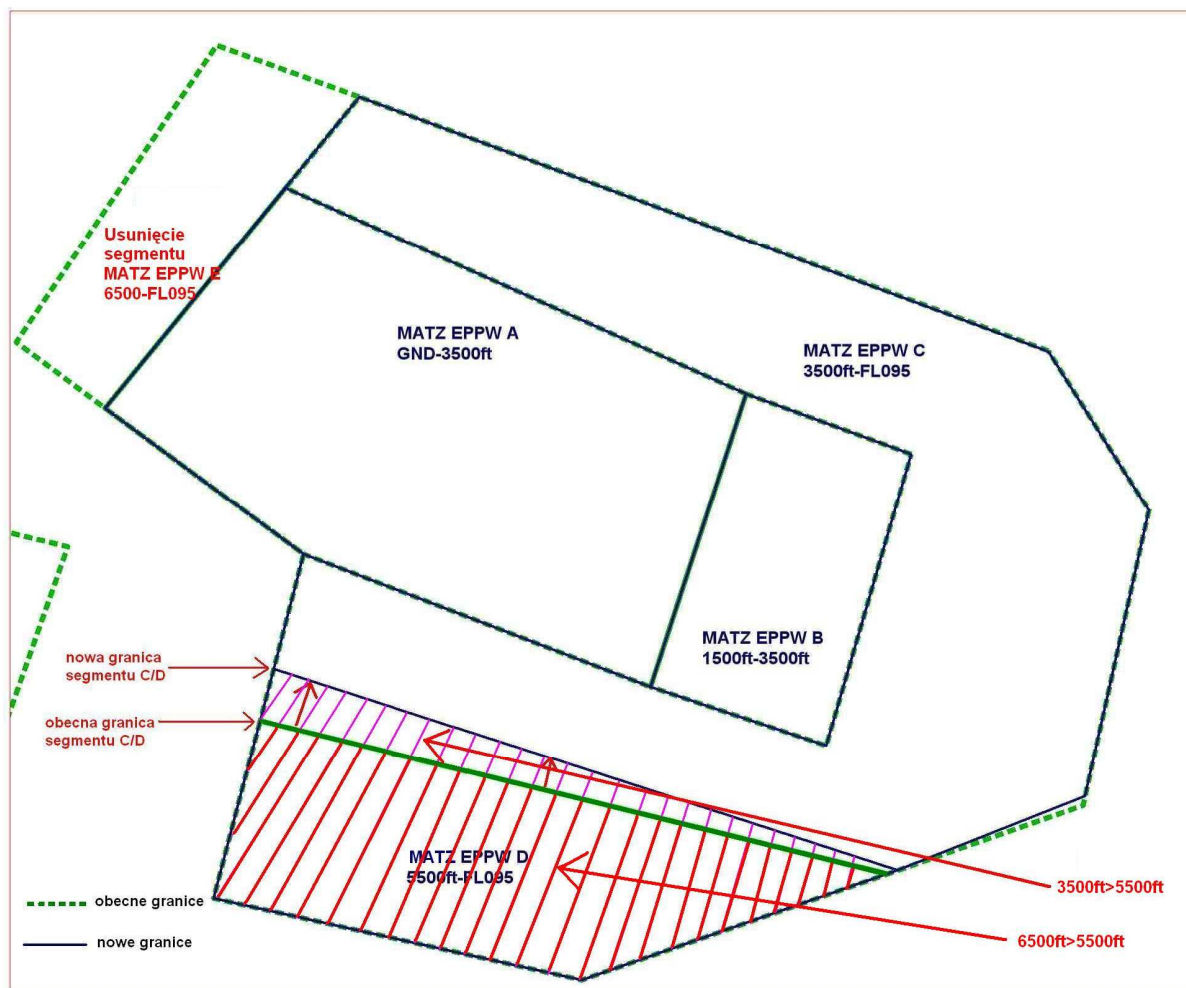 Usunięcie
segmentu
MATZ EPPW E
6500-FL095
MATZ EPPW A
GND-3500ft
MATZ EPPW C
3500ft-FL095
MATZ EPPW B
1500ft-3500ft
nowa granica
segmentu C/D
obecna granica
segmentu C/D
MATZ EPPW D
5500ft-FL095
3500ft>5500ft
obecne granice
6500ft>5500ft
nowe granice